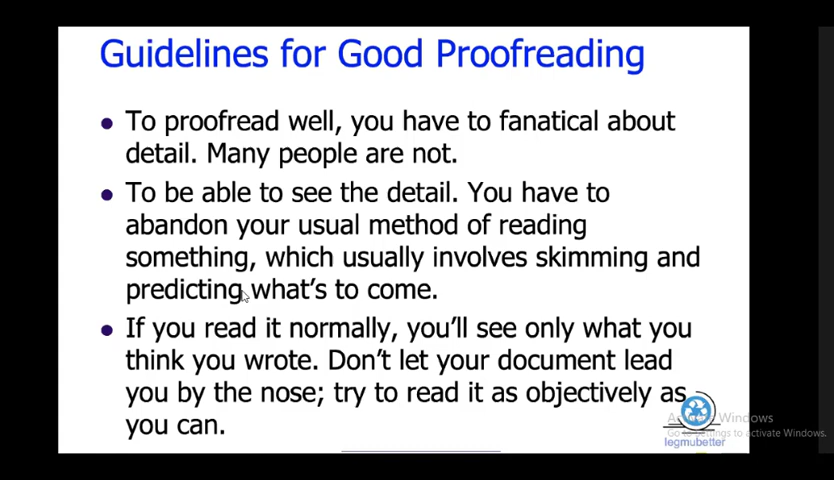 Guidelines for Good Proofreading
To proofread well, you have to fanatical about
detail. Many people are not.
To be able to see the detail. You have to
abandon your usual method of reading
something, which usually involves skimming and
predicting what's to come.
If you read it normally, you'll see only what you
think you wrote. Don't let your document lead
you by the nose; try to read it as objectively as
you can.
Windows
Go to Settings to activate Windows.
legmubetter